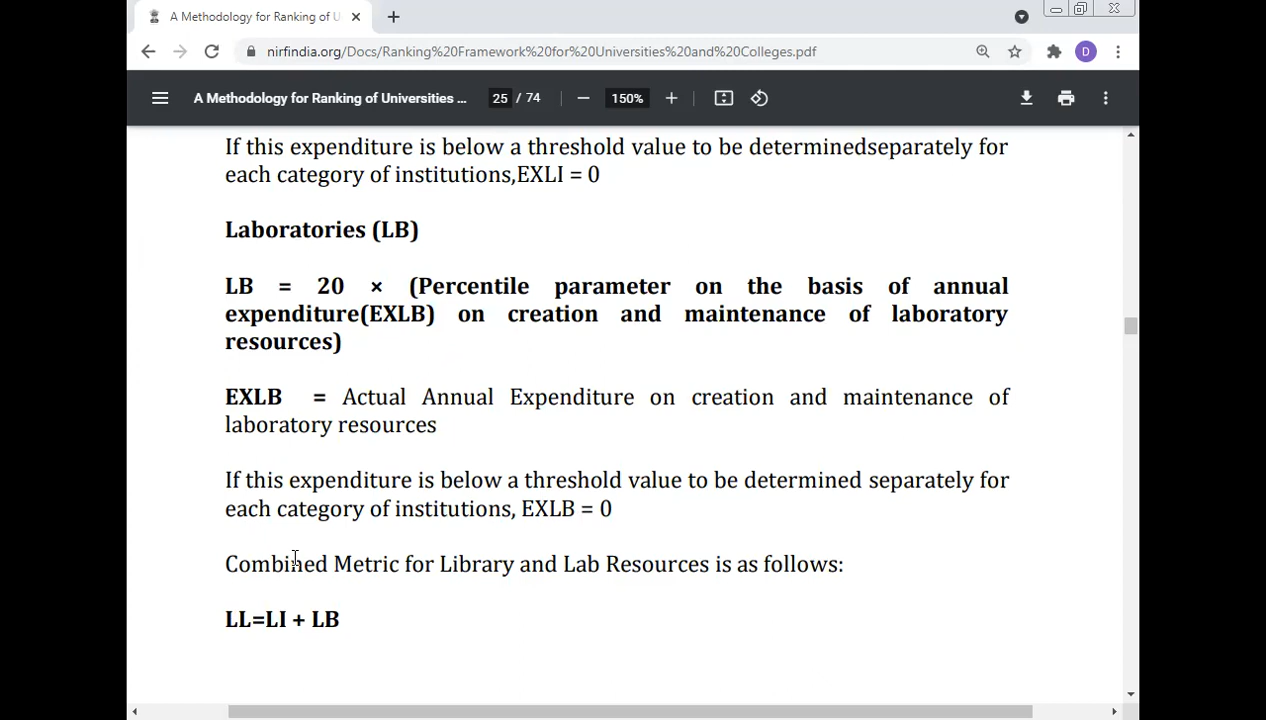 A Methodology for Ranking of U
nirfindia.org/Docs/Ranking%20Framework%20for%20Universities%20and%20Colleges.pdf
D
A Methodology for Ranking of Universities ...
25 / 74
150%
If this expenditure is below a threshold value to be determinedseparately for
each category of institutions,EXLI = 0
Laboratories (LB)
LB = 20 × (Percentile parameter on the basis of annual
expenditure(EXLB) on creation and maintenance of laboratory
resources)
EXLB = Actual Annual Expenditure on creation and maintenance of
laboratory resources
If this expenditure is below a threshold value to be determined separately for
each category of institutions, EXLB = 0
Combined Metric for Library and Lab Resources is as follows:
LL=LI + LB